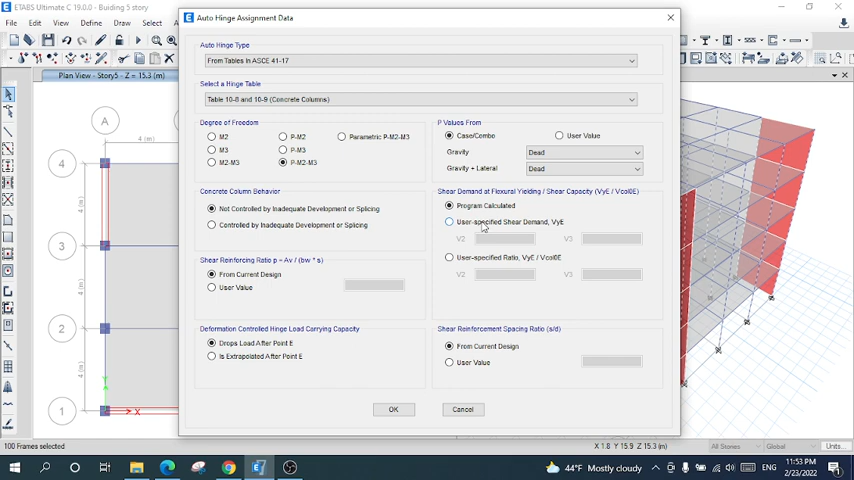 ETABS Ultimate C 19.0.0 - Buiding 5 story
File Edit View Define Draw Select
Plan View - Story5 - Z = 15.3 (m)
A
4 (m)
4
4 (m)
3
4 (m)
2
4 (m)
1
Y
X
Auto Hinge Assignment Data
Auto Hinge Type
From Tables In ASCE 41-17
Select a Hinge Table
Table 10-8 and 10-9 (Concrete Columns)
Degree of Freedom
M2
P-M2
Parametric P-M2-M3
M3
P-M3
M2-M3
P-M2-M3
P Values From
Case/Combo
User Value
Gravity
Dead
Gravity + Lateral
Dead
Concrete Column Behavior
Not Controlled by Inadequate Development or Splicing
Controlled by Inadequate Development or Splicing
Shear Demand at Flexural Yielding / Shear Capacity (VyE / VcolOE)
Program Calculated
User-specified Shear Demand, VyE
V2
V3
User-specified Ratio, VyE / VcolOE
V2
V3
Shear Reinforcing Ratio p = Av / (bw * s)
From Current Design
User Value
Deformation Controlled Hinge Load Carrying Capacity
Drops Load After Point E
Is Extrapolated After Point E
Shear Reinforcement Spacing Ratio (s/d)
From Current Design
User Value
OK
Cancel
100 Frames selected
X 1.8 Y 15.9 Z 15.3 (m)
All Stories
Global
Units...
44°F Mostly cloudy
ENG
11:53 PM
2/23/2022